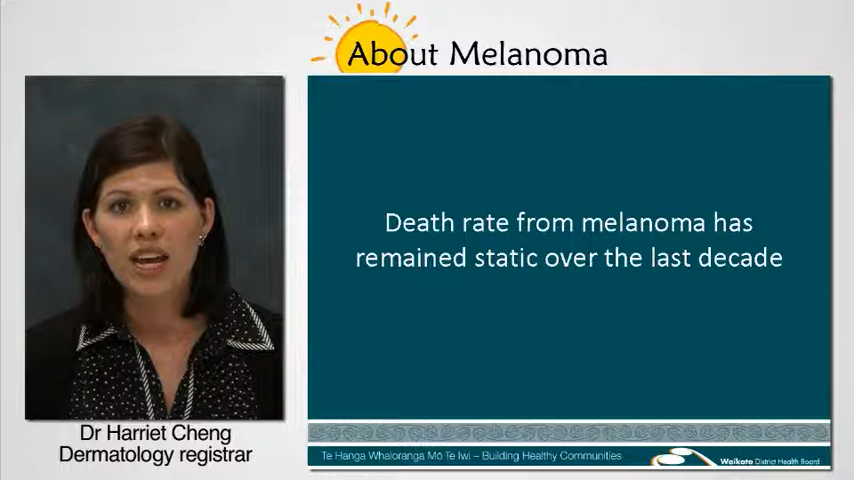 About Melanoma
Death rate from melanoma has
remained static over the last decade
Dr Harriet Cheng
Dermatology registrar
Te Hanga Whaioranga Mō Te Iwi – Building Healthy Communities
Waikato District Health Board